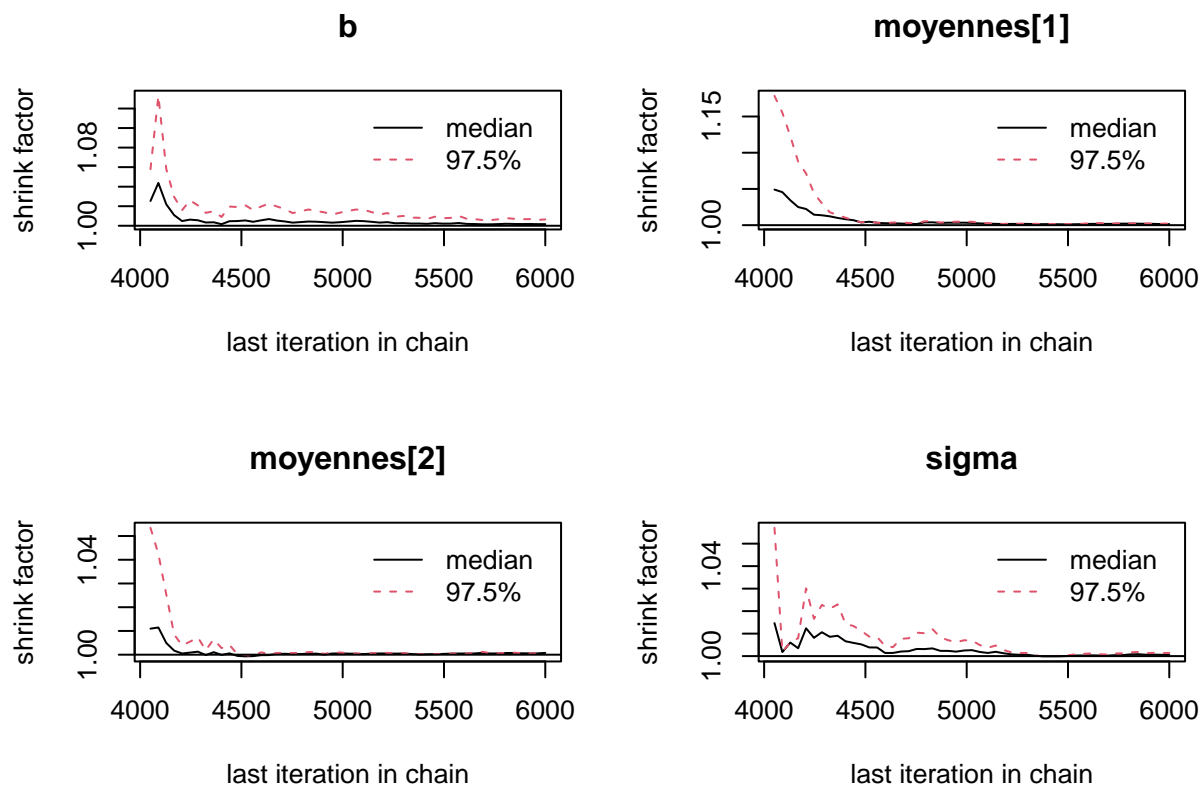 b
shrink factor
1.00 1.08
median
97.5%
4000 4500 5000 5500 6000
last iteration in chain
moyennes[1]
shrink factor
1.00 1.15
median
97.5%
4000 4500 5000 5500 6000
last iteration in chain
moyennes[2]
shrink factor
1.00 1.04
median
97.5%
4000 4500 5000 5500 6000
last iteration in chain
sigma
shrink factor
1.00 1.04
median
97.5%
4000 4500 5000 5500 6000
last iteration in chain